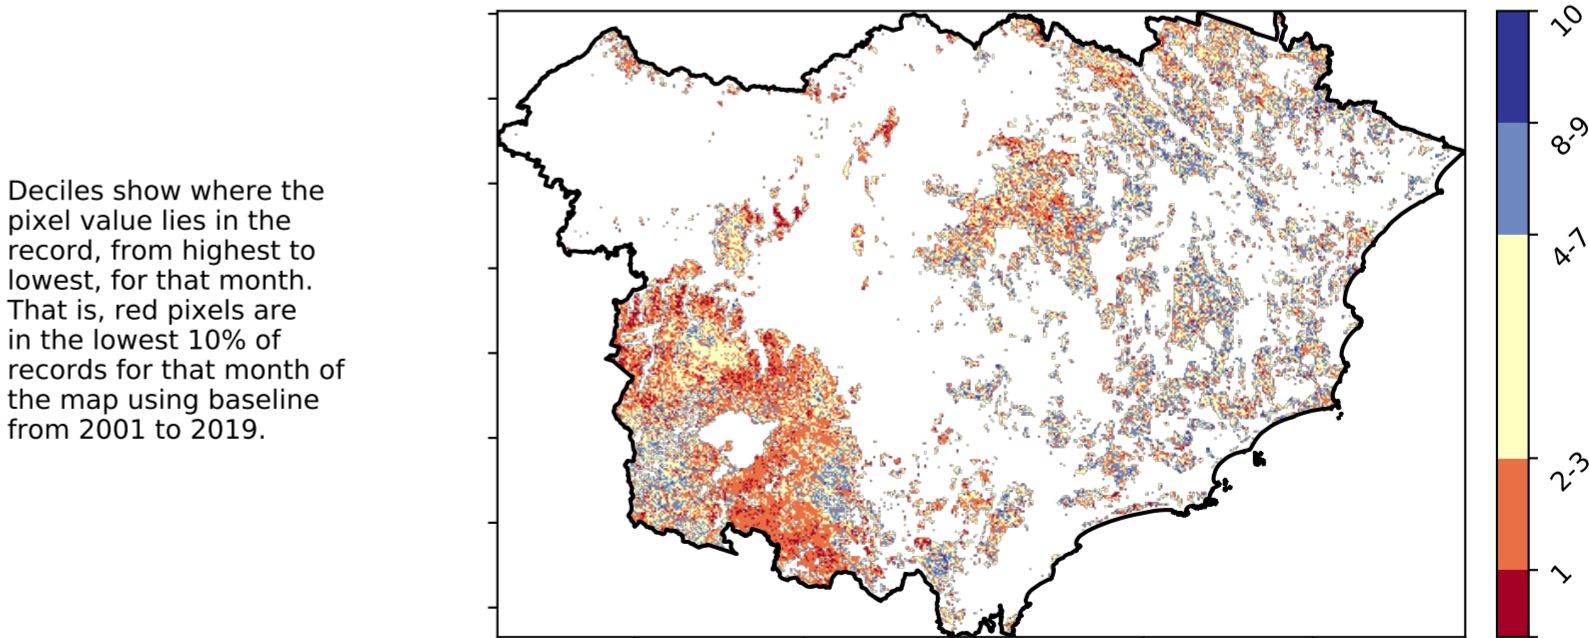 Deciles show where the
pixel value lies in the
record, from highest to
lowest, for that month.
That is, red pixels are
in the lowest 10% of
records for that month of
the map using baseline
from 2001 to 2019.
10
8-9
4-7
2-3
1